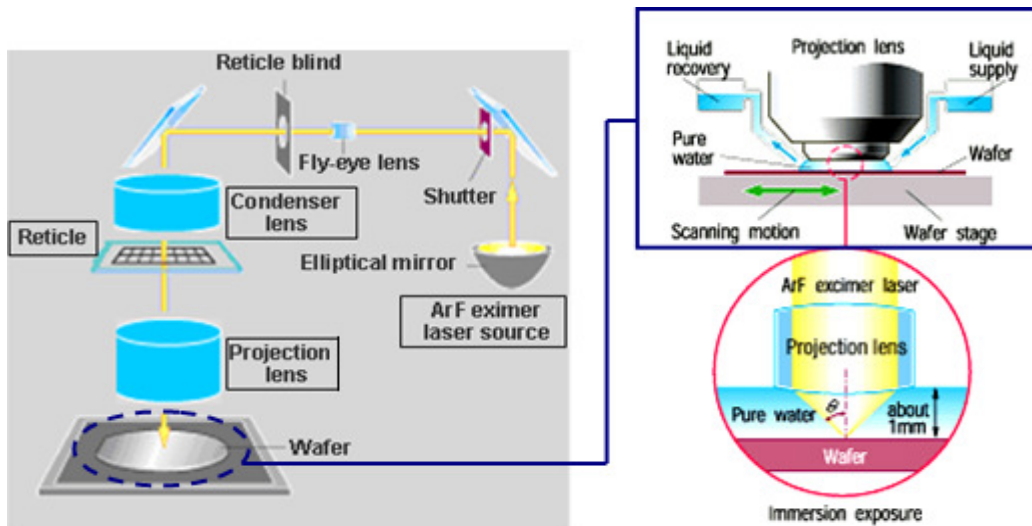 Reticle blind
Fly-eye lens
Shutter
Condenser
lens
Reticle
Elliptical mirror
ArF eximer
laser source
Projection
lens
Wafer
Liquid
recovery
Projection lens
Liquid
supply
Pure
water
Wafer
Scanning motion
Wafer stage
ArF excimer laser
Projection lens
θ
Pure water
about
1mm
Wafer
Immersion exposure